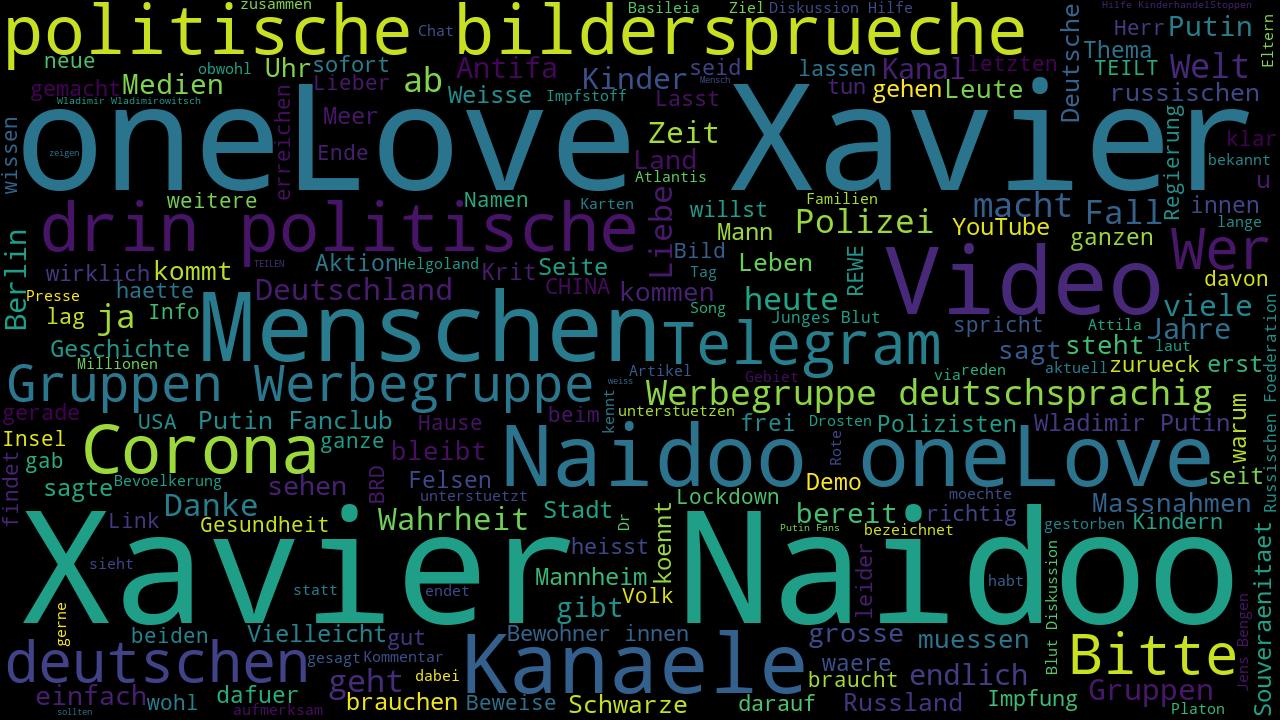 zusammen
Basileia
Ziel
Diskussion Hilfe
Hilfe KinderhandelStoppen
politische bildersprueche
Chat
Deutsche
Herr
Putin
Eltern
neue
obwohl
Uhr
sofort
Antifa
Kinder
seid
lassen
Kanal
letzten
Thema
TEILT
Welt
gemacht
Medien
Lieber
ab
Weisse
Impfstoff
Lasst
tun
gehen
Leute
russischen
Wladimir Wladimirowitsch
Mensch
oneLove Xavier
wissen
zeigen
erreichen
Meer
Ende
Zeit
Land
Atlantis
Regierung
klar
bekannt
u
weitere
Namen
Karten
Liebe
willst
Familien
macht
Fall
innen
lange
drin politische
Mann
Polizei
YouTube
ganzen
Wer
Berlin
wirklich
kommt
TEILEN
Aktion
Helgoland
Krit
Seite
Bild
Tag
Leben
REWE
Video
davon
Presse
haette
Deutschland
CHINA
kommen
Song
heute
Junges Blut
viele
lag
ja
Info
Menschen
Telegram
spricht
Attila
Jahre
Russischen Foederation
Geschichte
Millionen
sagt
steht
laut
Artikel
Gebiet
via
reden
aktuell
zurueck
erst
Gruppen Werbegruppe
weiss
kennt
Werbegruppe deutschsprachig
gerade
USA
Putin Fanclub
Hause
beim
unterstuetzen
frei
Drosten
Polizisten
Wladimir Putin
warum
Insel
Corona
ganze
bleibt
Naidoo oneLove
Rote
findet
gab
sagte
Bevoelkerung
sehen
BRD
Felsen
unterstuetzt
Lockdown
Demo
moechte
seit
Massnahmen
Danke
Link
Gesundheit
Wahrheit
Stadt
Dr
koennt
Putin Fans
bereit
bezeichnet
richtig
gestorben
Kindern
Xavier Naidoo
sieht
heisst
statt
endet
Mannheim
Volk
gibt
leider
habt
Blut Diskussion
Souveraenitaet
Jens Bengen
gerne
beiden
Vielleicht
gut
Bewohner innen
grosse
muessen
deutschen
gesagt
Kommentar
dabei
Kanaele
waere
braucht
endlich
Bitte
einfach
wohl
dafuer
geht
brauchen
Beweise
Schwarze
darauf
Russland
Impfung
Gruppen
Platon
sollten
aufmerksam